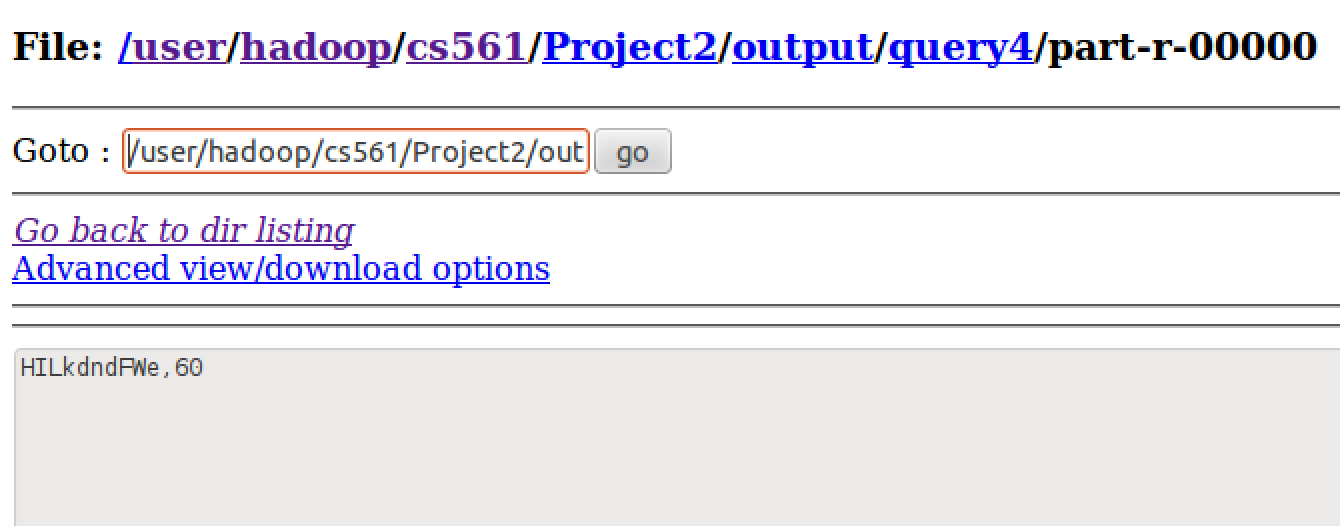 File: /user/hadoop/cs561/Project2/output/query4/part-r-00000
Goto : /user/hadoop/cs561/Project2/out go
Go back to dir listing
Advanced view/download options
HILkdndFWe,60